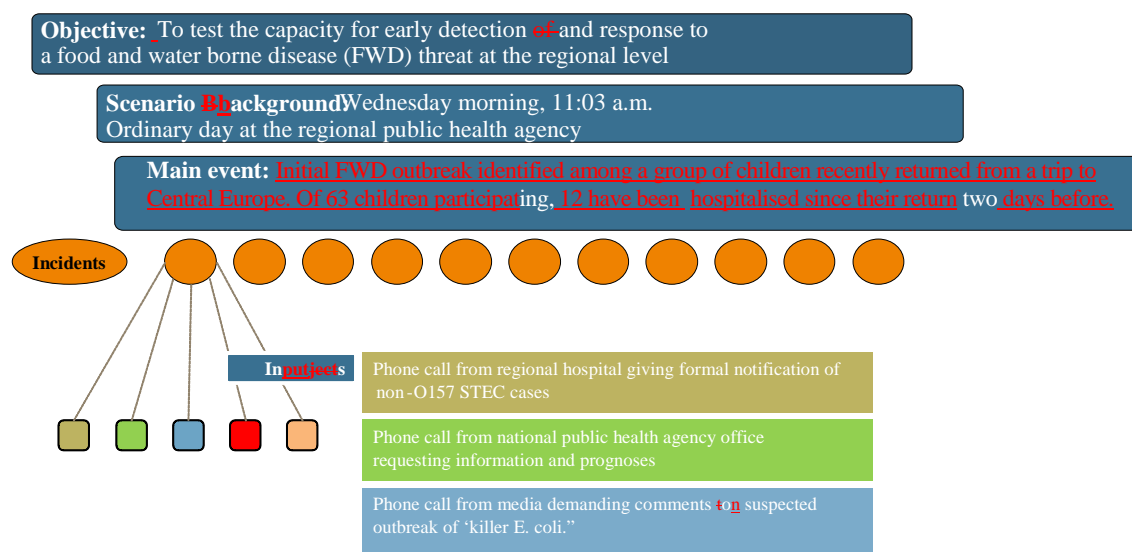 Objective: To test the capacity for early detection of and response to
a food and water borne disease (FWD) threat at the regional level
Scenario Bbackground: Wednesday morning, 11:03 a.m.
Ordinary day at the regional public health agency
Main event: Initial FWD outbreak identified among a group of children recently returned from a trip to
Central Europe. Of 63 children participating, 12 have been hospitalised since their return two days before.
Incidents
Inputjects
Phone call from regional hospital giving formal notification of
non-O157 STEC cases
Phone call from national public health agency office
requesting information and prognoses
Phone call from media demanding comments ton suspected
outbreak of ‘killer E. coli.”